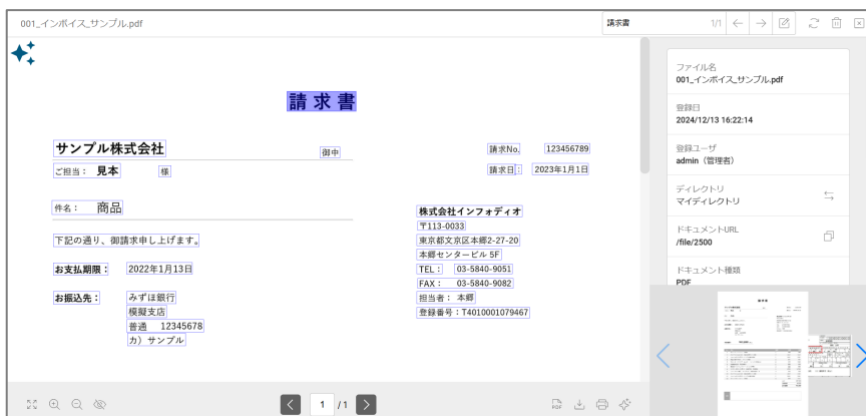 001_インボイス_サンプル.pdf
請求書 1/1
請求書
サンプル株式会社 御中
ご担当： 見本 様
件名： 商品
下記の通り、御請求申し上げます。
お支払期限： 2022年1月13日
お振込先： みずほ銀行
模擬支店
普通 12345678
カ）サンプル
請求No. 123456789
請求日： 2023年1月1日
株式会社インフォディオ
〒113-0033
東京都文京区本郷2-27-20
本郷センタービル 5F
TEL： 03-5840-9051
FAX： 03-5840-9082
担当者： 本郷
登録番号：T4010001079467
ファイル名
001_インボイス_サンプル.pdf
登録日
2024/12/13 16:22:14
登録ユーザ
admin（管理者）
ディレクトリ
マイディレクトリ
ドキュメントURL
/file/2500
ドキュメント種類
PDF
1 /1
PDF